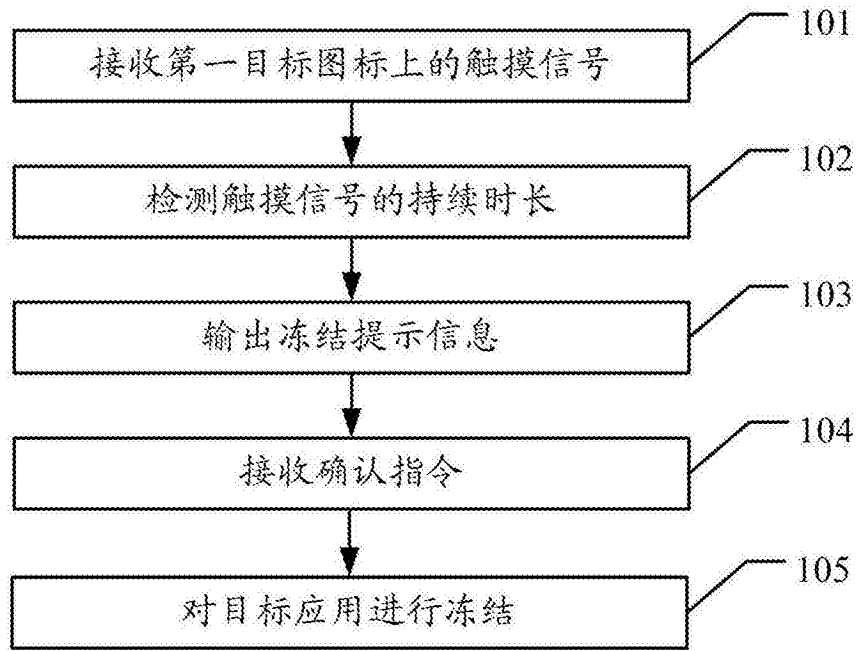 接收第一目标图标上的触摸信号
101
检测触摸信号的持续时长
102
输出冻结提示信息
103
接收确认指令
104
对目标应用进行冻结
105